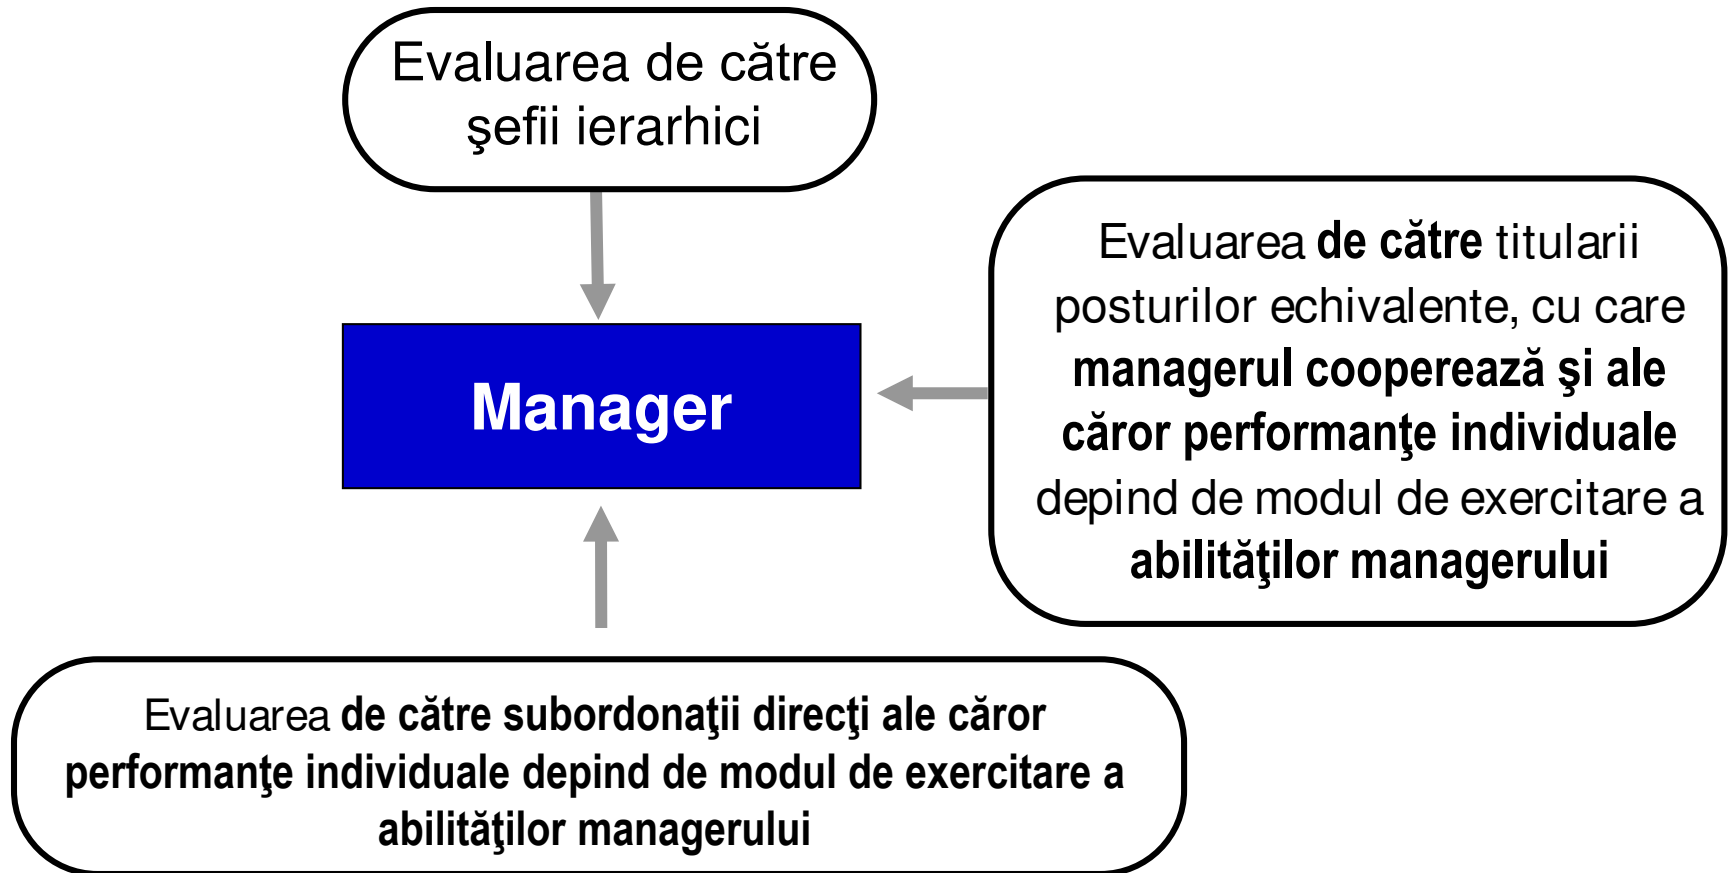 Evaluarea de către
şefii ierarhici
Evaluarea de către titularii
posturilor echivalente, cu care
managerul cooperează şi ale
căror performanţe individuale
depind de modul de exercitare a
abilităţilor managerului
Manager
Evaluarea de către subordonaţii direcţi ale căror
performanţe individuale depind de modul de exercitare a
abilităţilor managerului